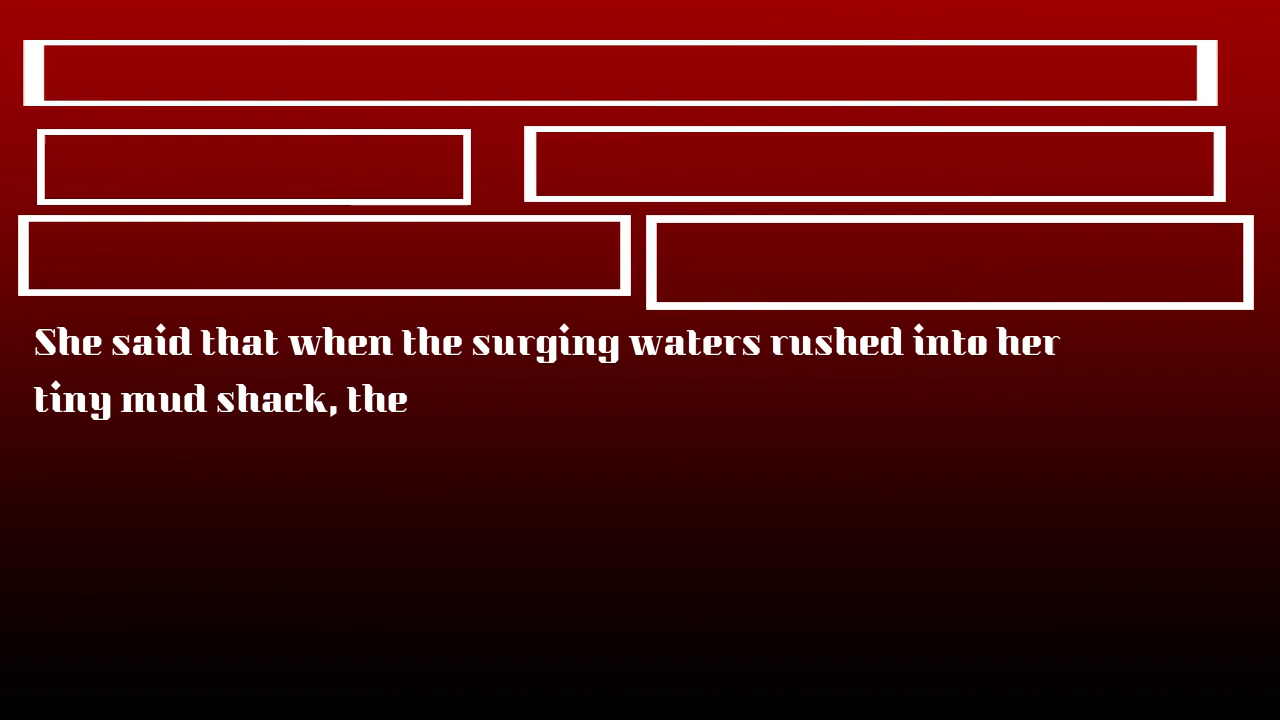 She said that when the surging waters rushed into her
tiny mud shack, the